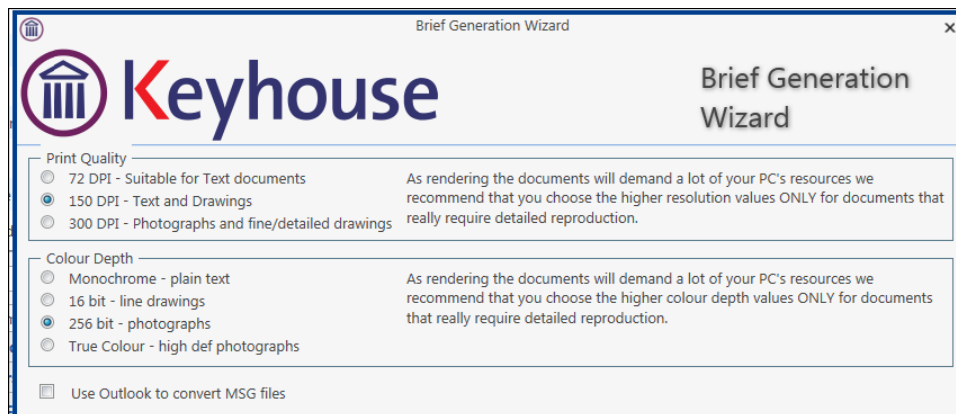 Brief Generation Wizard
Keyhouse
Brief Generation
Wizard
Print Quality
72 DPI - Suitable for Text documents
150 DPI - Text and Drawings
300 DPI - Photographs and fine/detailed drawings
As rendering the documents will demand a lot of your PC's resources we
recommend that you choose the higher resolution values ONLY for documents that
really require detailed reproduction.
Colour Depth
Monochrome - plain text
16 bit - line drawings
256 bit - photographs
True Colour - high def photographs
As rendering the documents will demand a lot of your PC's resources we
recommend that you choose the higher colour depth values ONLY for documents
that really require detailed reproduction.
Use Outlook to convert MSG files